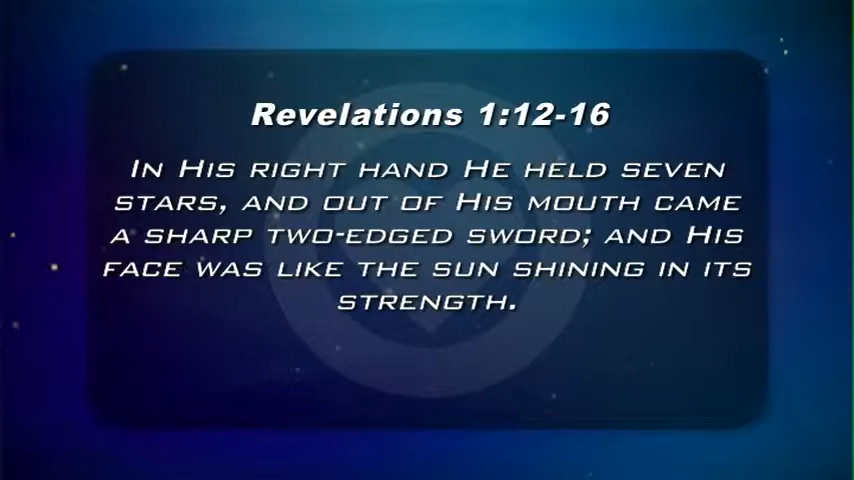 Revelations 1:12-16
In His right hand He held seven
stars, and out of His mouth came
a sharp two-edged sword; and His
face was like the sun shining in its
strength.